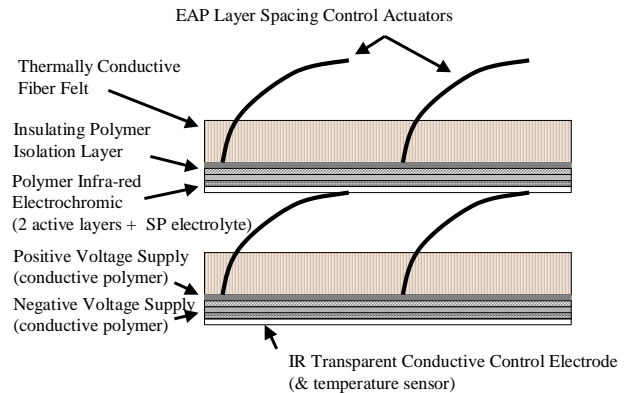 EAP Layer Spacing Control Actuators
Thermally Conductive
Fiber Felt
Insulating Polymer
Isolation Layer
Polymer Infra-red
Electrochromic
(2 active layers + SP electrolyte)
Positive Voltage Supply
(conductive polymer)
Negative Voltage Supply
(conductive polymer)
IR Transparent Conductive Control Electrode
(& temperature sensor)